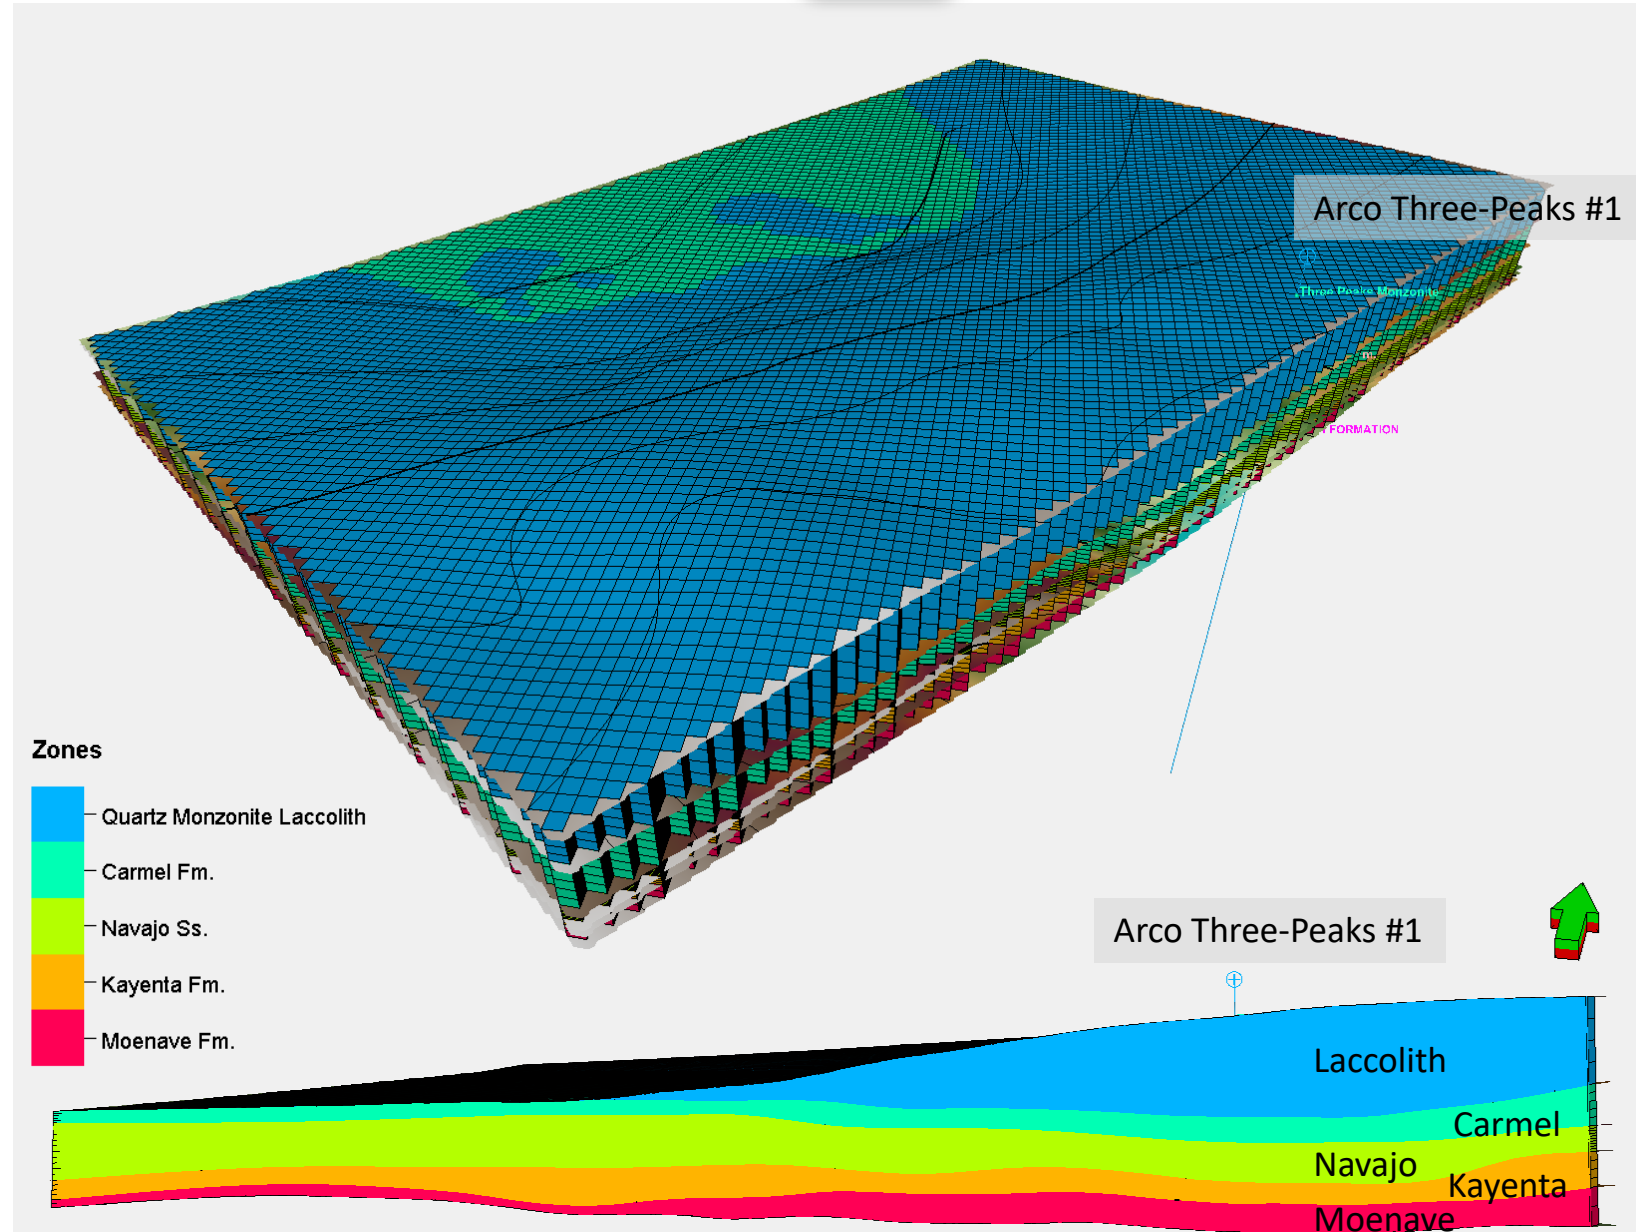 Arco Three-Peaks #1
Three Peaks Monzonite
FORMATION
Zones
Quartz Monzonite Laccolith
Carmel Fm.
Navajo Ss.
Kayenta Fm.
Moenave Fm.
Arco Three-Peaks #1
Laccolith
Carmel
Navajo
Kayenta
Moenave